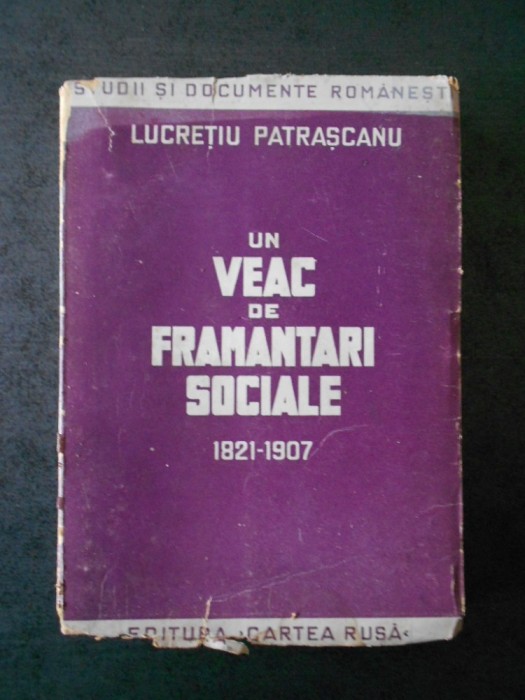 STUDII ȘI DOCUMENTE ROMÂNEȘT
LUCREȚIU PATRAȘCANU
UN
VEAC
DE
FRAMANTARI
SOCIALE
1821-1907
EDITURA ›CARTEA RUSĂ‹